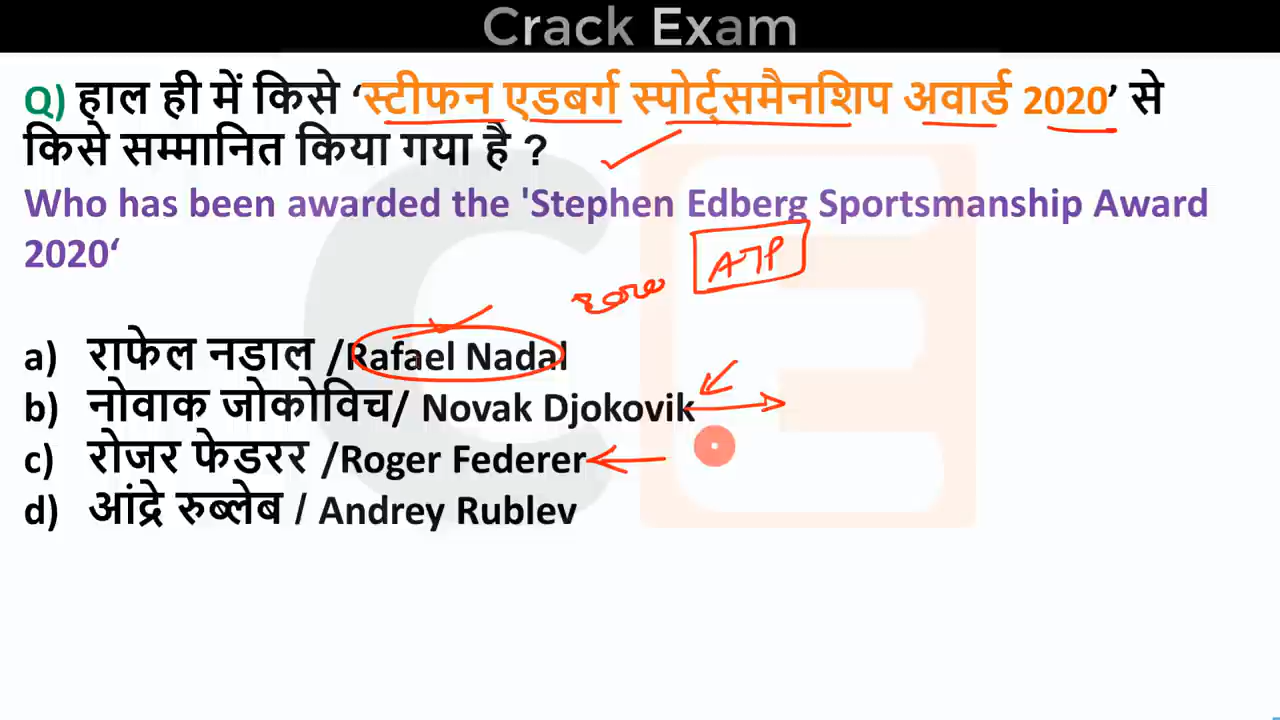 Crack Exam
Q) हाल ही में किसे ‘स्टीफन एडबर्ग स्पोर्ट्समैनशिप अवार्ड 2020’ से
किसे सम्मानित किया गया है ?
Who has been awarded the 'Stephen Edberg Sportsmanship Award
2020‘
ATP
a) राफेल नडाल /Rafael Nadal
b) नोवाक जोकोविच/ Novak Djokovik
c) रोजर फेडरर /Roger Federer
d) आंद्रे रुब्लेब / Andrey Rublev